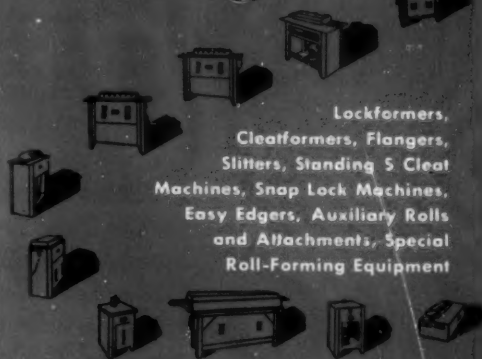 Lockformers,
Cleatformers, Flangers,
Slitters, Standing S Cleat
Machines, Snap Lock Machines,
Easy Edgers, Auxiliary Rolls
and Attachments, Special
Roll-Forming Equipment